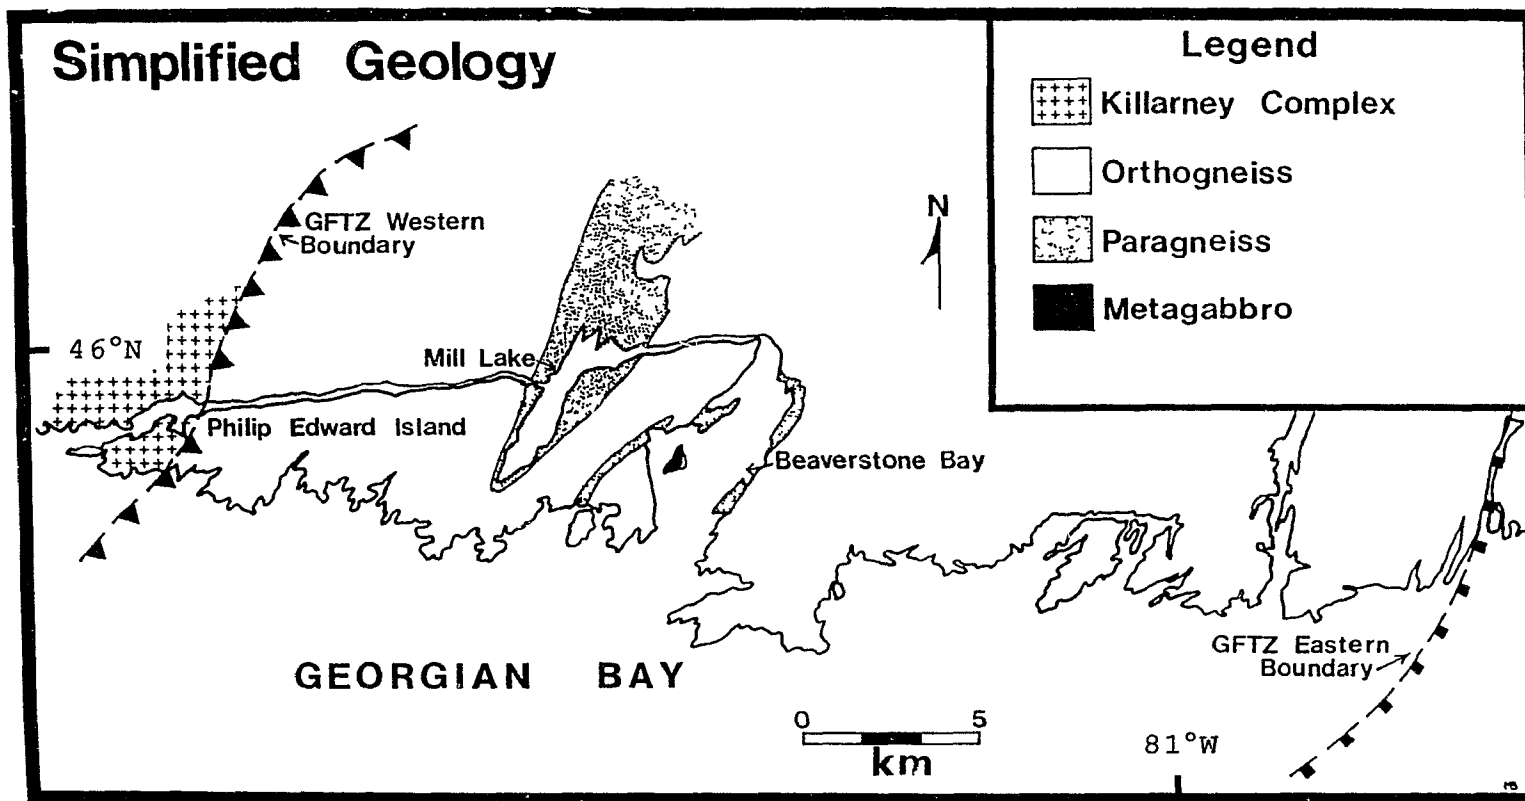 Simplified Geology
Legend
Killarney Complex
Orthogneiss
Paragneiss
Metagabbro
N
GFTZ Western
Boundary
46°N
Mill Lake
Philip Edward Island
Beaverstone Bay
GFTZ Eastern
Boundary
GEORGIAN BAY
0 5
km
81°W